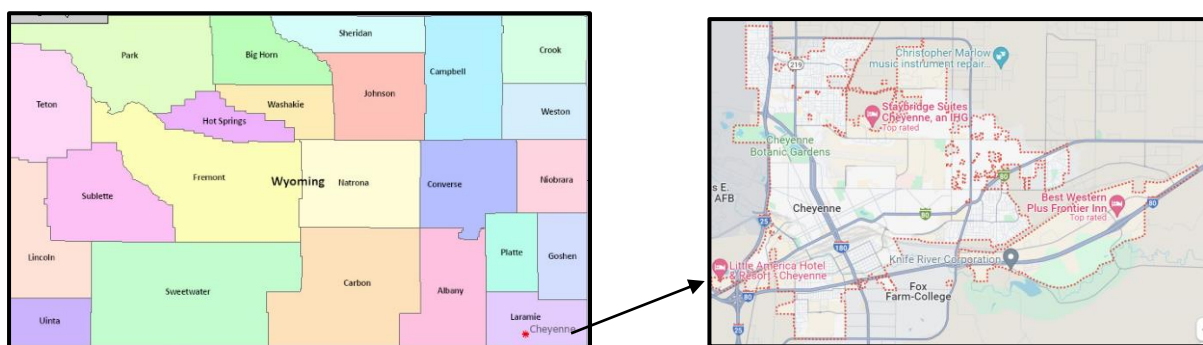 Sheridan
Park
Big Horn
Crook
Campbell
Johnson
Teton
Washakie
Weston
Hot Springs
Fremont
Wyoming
Natrona
Converse
Niobrara
Sublette
Platte
Goshen
Lincoln
Carbon
Sweetwater
Albany
Uinta
Laramie
Cheyenne
Christopher Marlow
music instrument repair...
219
Staybridge Suites
Cheyenne, an IHG
Top rated
Cheyenne
Botanic Gardens
s E.
AFB
Best Western
Plus Frontier Inn
Top rated
80
Cheyenne
25
80
180
Knife River Corporation
Little America Hotel
& Resort - Cheyenne
Fox
Farm-College
80
25